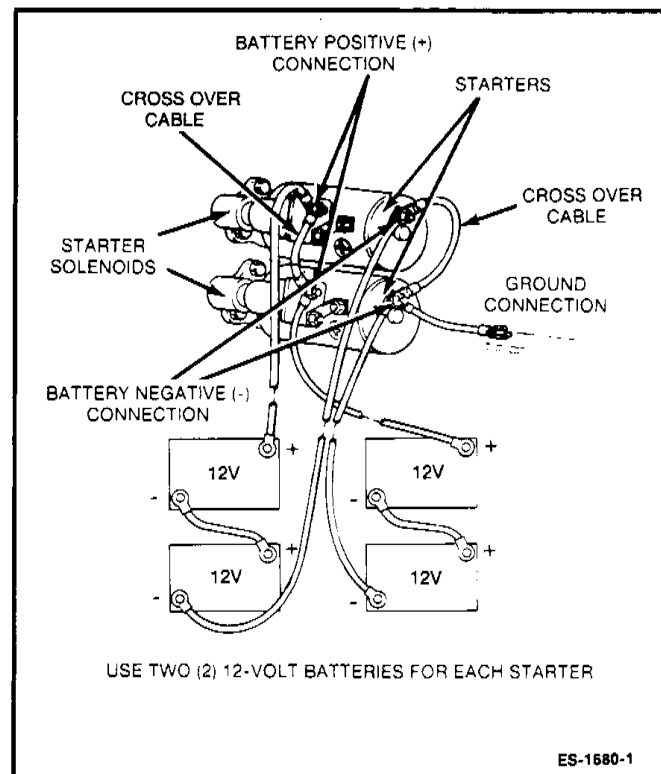 BATTERY POSITIVE (+)
CONNECTION
STARTERS
CROSS OVER
CABLE
CROSS OVER
CABLE
STARTER
SOLENOIDS
GROUND
CONNECTION
BATTERY NEGATIVE (-)
CONNECTION
+
12V
-
+
12V
-
+
12V
-
+
12V
-
USE TWO (2) 12-VOLT BATTERIES FOR EACH STARTER
ES-1680-1